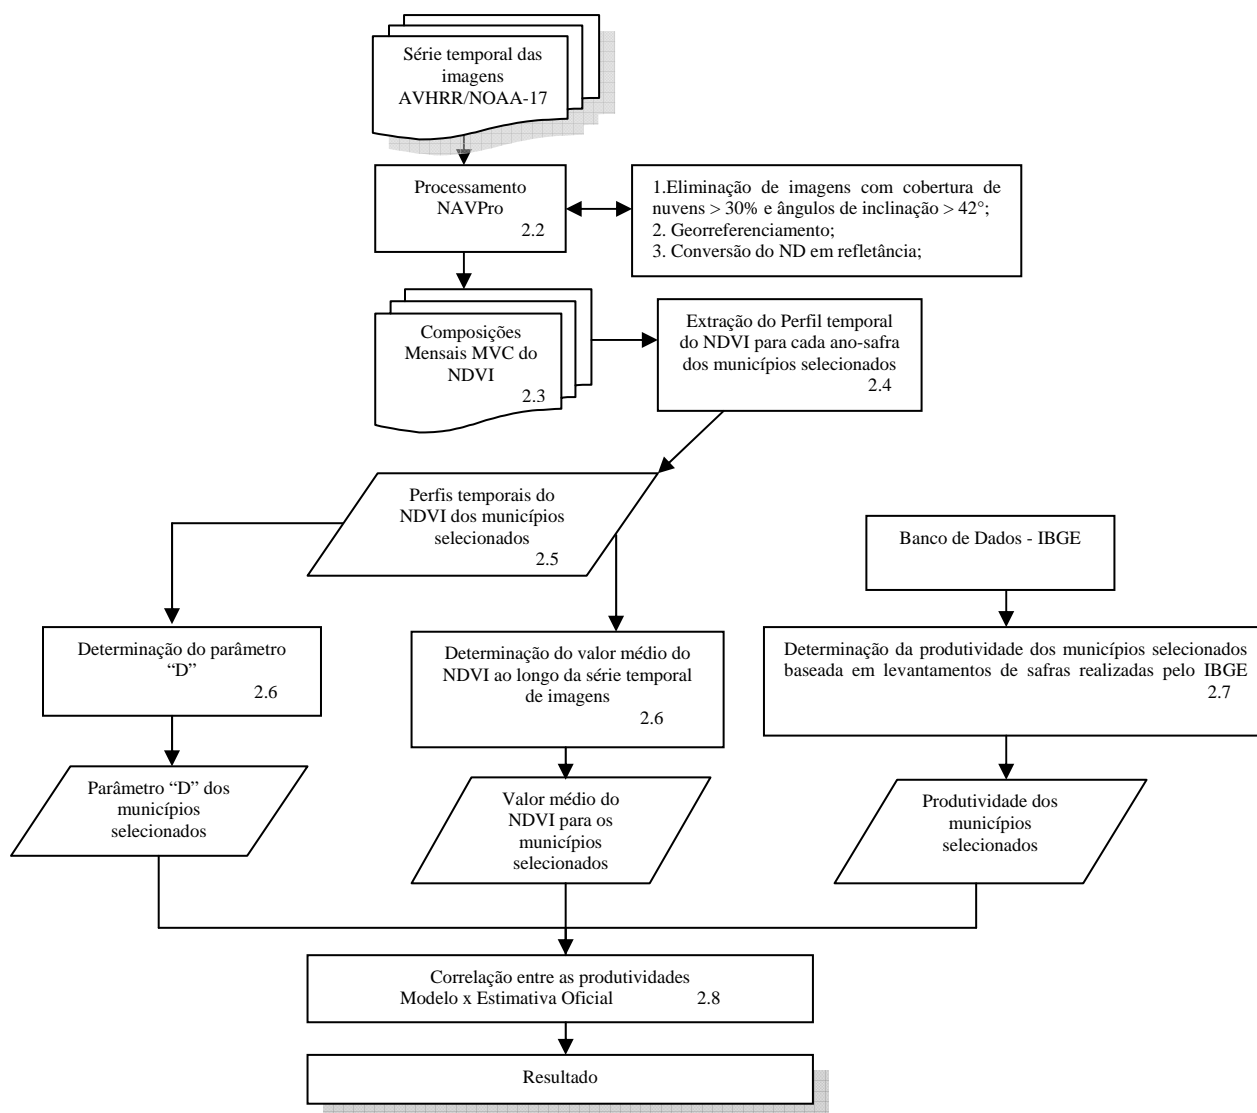 Série temporal das
imagens
AVHRR/NOAA-17
Processamento
NAVPro
2.2
1.Eliminação de imagens com cobertura de
nuvens > 30% e ângulos de inclinação > 42°;
2. Georreferenciamento;
3. Conversão do ND em refletância;
Composições
Mensais MVC do
NDVI
2.3
Extração do Perfil temporal
do NDVI para cada ano-safra
dos municípios selecionados
2.4
Perfis temporais do
NDVI dos municípios
selecionados
2.5
Banco de Dados - IBGE
Determinação do parâmetro
“D”
2.6
Determinação do valor médio do
NDVI ao longo da série temporal
de imagens
2.6
Determinação da produtividade dos municípios selecionados
baseada em levantamentos de safras realizadas pelo IBGE
2.7
Parâmetro “D” dos
municípios
selecionados
Valor médio do
NDVI para os
municípios
selecionados
Produtividade dos
municípios
selecionados
Correlação entre as produtividades
Modelo x Estimativa Oficial 2.8
Resultado